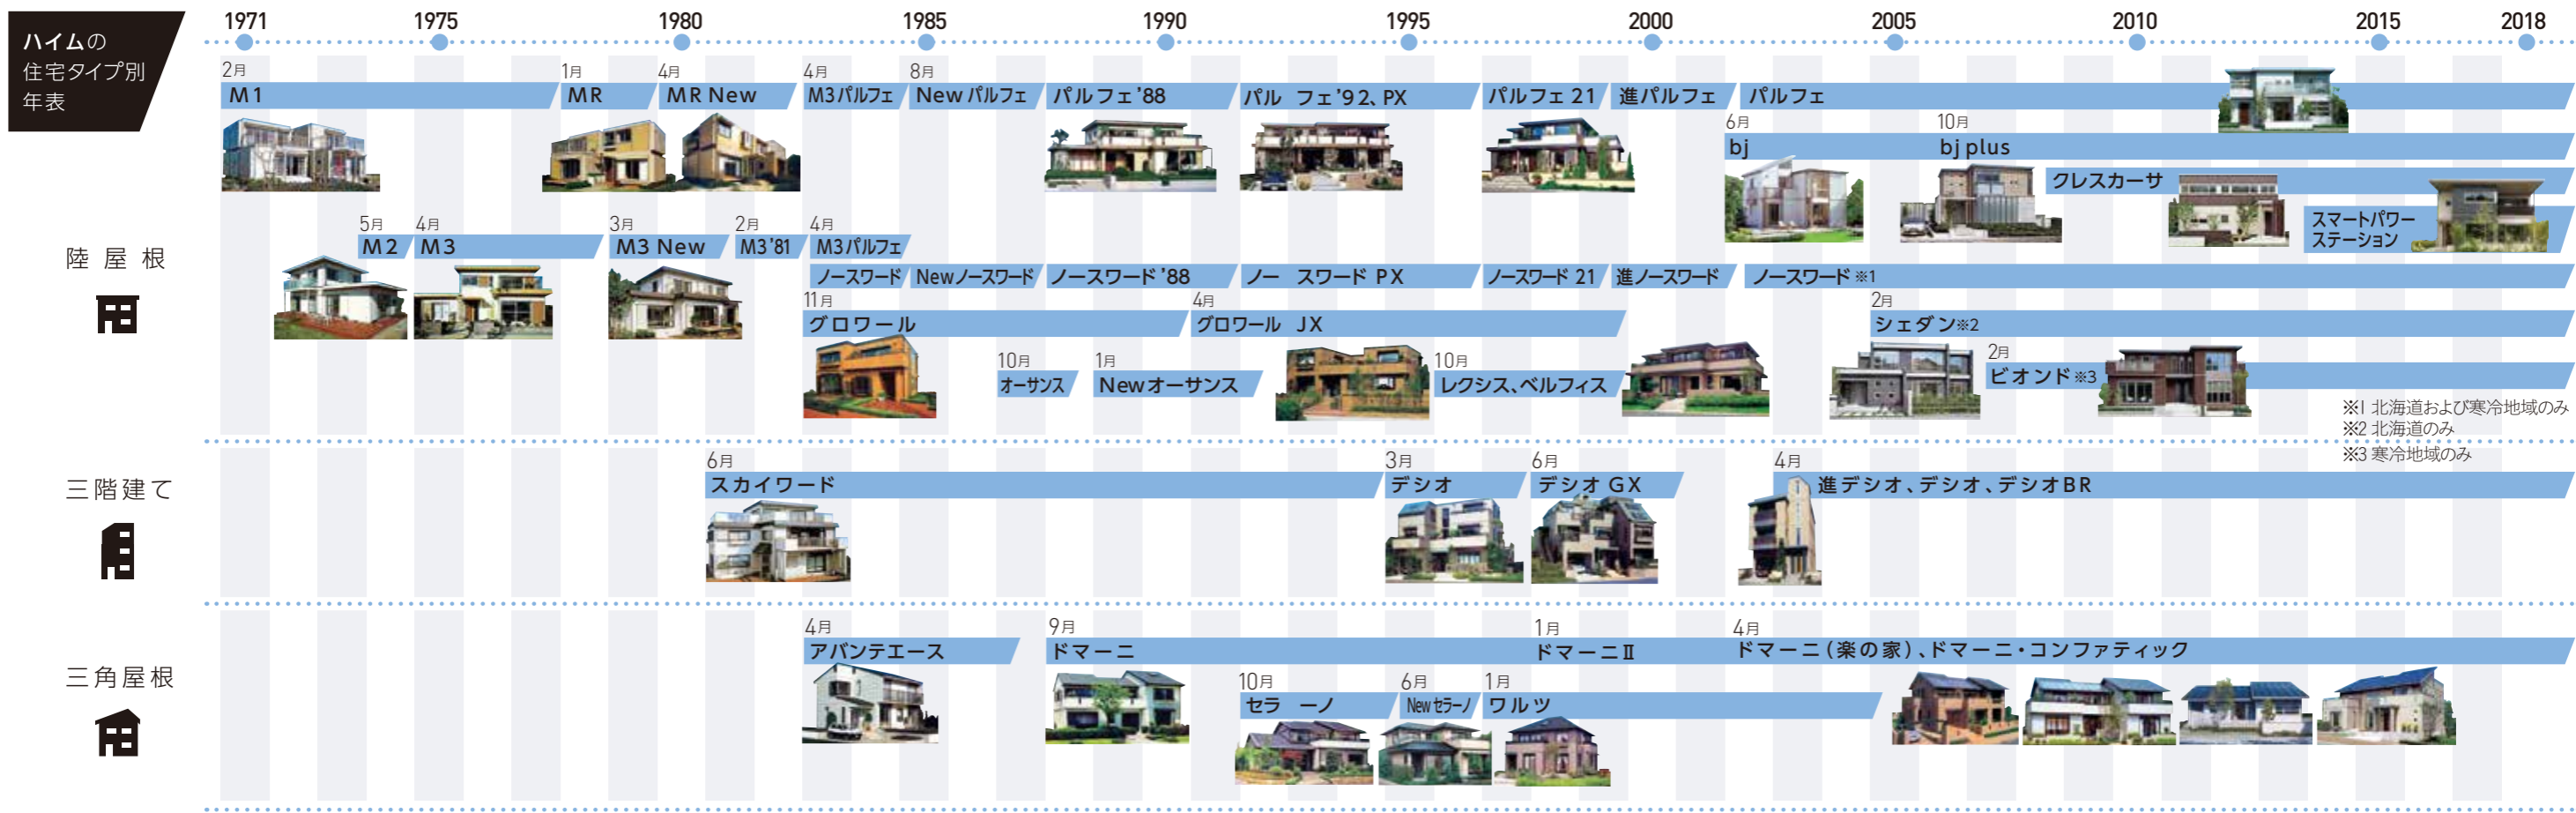 ハイムの
住宅タイプ別
年表
1971 1975 1980 1985 1990 1995 2000 2005 2010 2015 2018
陸屋根
2月 1月 4月 4月 8月
M1 MR MR New M3パルフェ Newパルフェ パルフェ'88 パル フェ'92、PX パルフェ21 進パルフェ パルフェ
6月 10月
bj bj plus
クレスカーサ
スマートパワー
ステーション
5月 4月 3月 2月 4月
M2 M3 M3 New M3'81 M3パルフェ
ノースワード Newノースワード ノースワード'88 ノー スワード PX ノースワード 21 進ノースワード ノースワード※1
11月 4月 2月
グロワール グロワール JX シェダン※2
10月 1月 10月 2月
オーサンス Newオーサンス レクシス、ベルフィス ビオンド※3
※1 北海道および寒冷地域のみ
※2 北海道のみ
※3 寒冷地域のみ
三階建て
6月 3月 6月 4月
スカイワード デシオ デシオ GX 進デシオ、デシオ、デシオBR
三角屋根
4月 9月 1月 4月
アバンテエース ドマーニ ドマーニⅡ ドマーニ(楽の家)、ドマーニ・コンファティック
10月 6月 1月
セラ ーノ Newセラーノ ワルツ